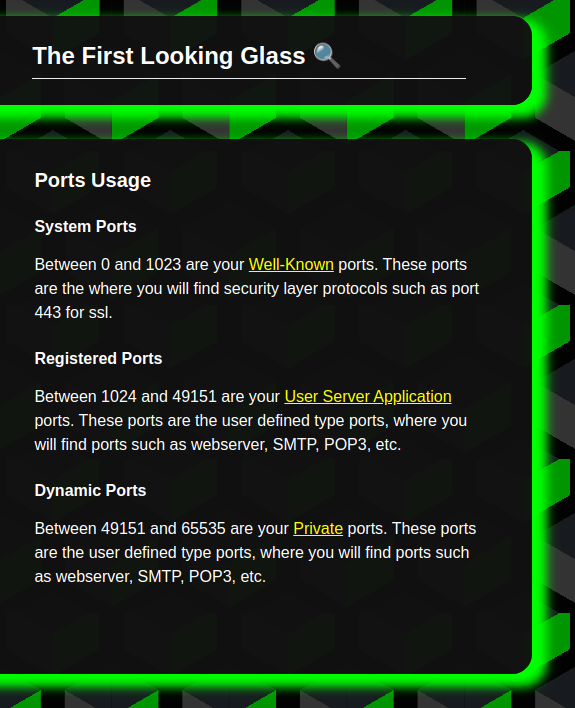 The First Looking Glass 🔍
Ports Usage
System Ports
Between 0 and 1023 are your Well-Known ports. These ports
are the where you will find security layer protocols such as port
443 for ssl.
Registered Ports
Between 1024 and 49151 are your User Server Application
ports. These ports are the user defined type ports, where you
will find ports such as webserver, SMTP, POP3, etc.
Dynamic Ports
Between 49151 and 65535 are your Private ports. These ports
are the user defined type ports, where you will find ports such
as webserver, SMTP, POP3, etc.